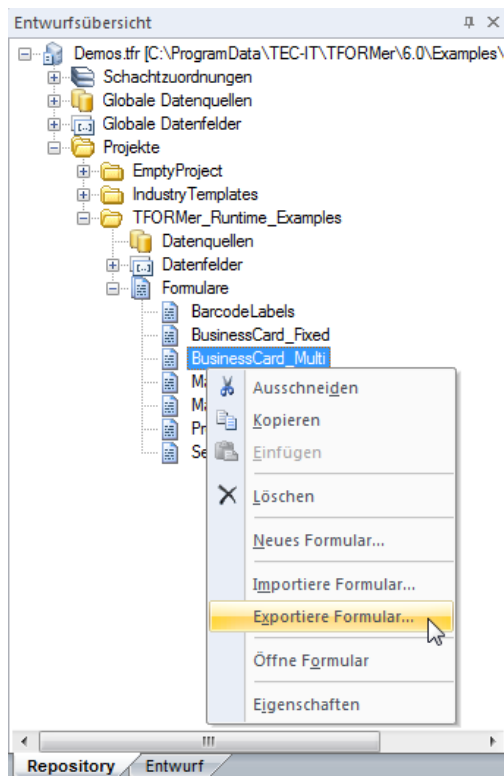 Entwurfsübersicht
Demos.tfr [C:\ProgramData\TEC-IT\TFORMer\6.0\Examples\
Schachtzuordnungen
Globale Datenquellen
Globale Datenfelder
Projekte
EmptyProject
IndustryTemplates
TFORMer_Runtime_Examples
Datenquellen
Datenfelder
Formulare
BarcodeLabels
BusinessCard_Fixed
BusinessCard_Multi
Ausschneiden
Kopieren
Einfügen
Löschen
Neues Formular...
Importiere Formular...
Exportiere Formular...
Öffne Formular
Eigenschaften
Repository
Entwurf